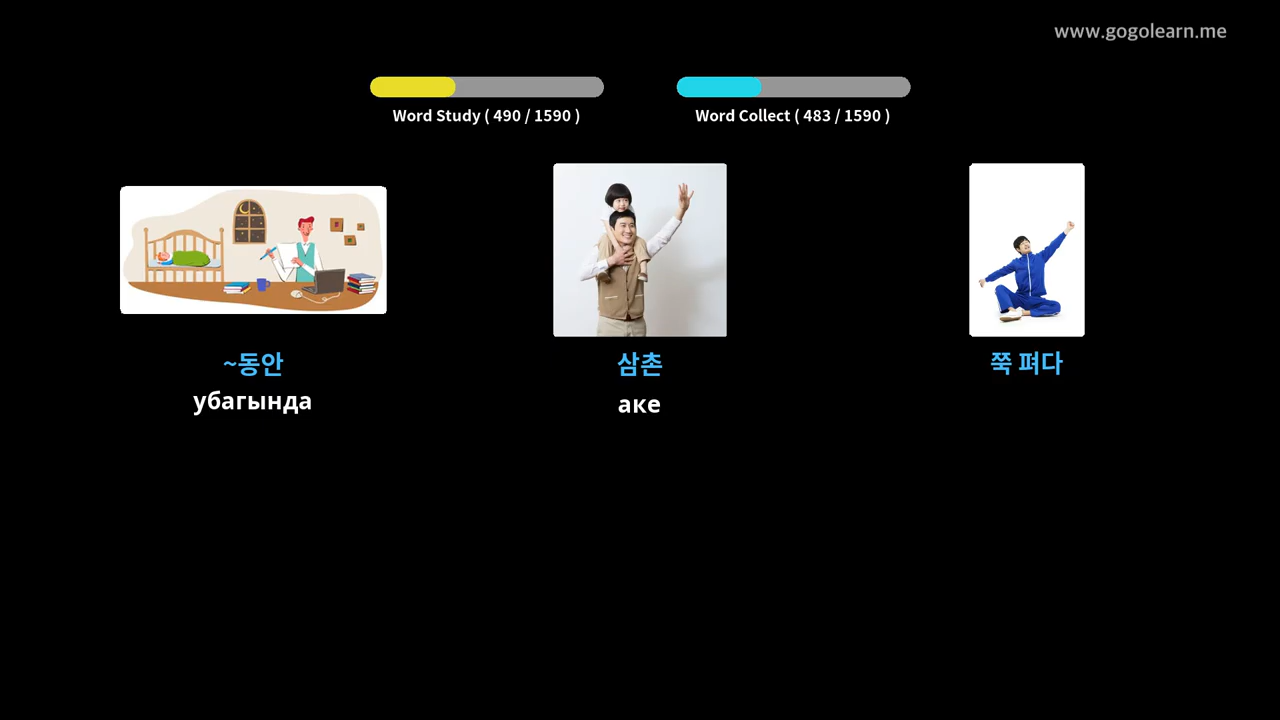 www.gogolearn.me
Word Study ( 490 / 1590 )
Word Collect ( 483 / 1590 )
~동안
убагында
삼촌
аке
쭉 펴다